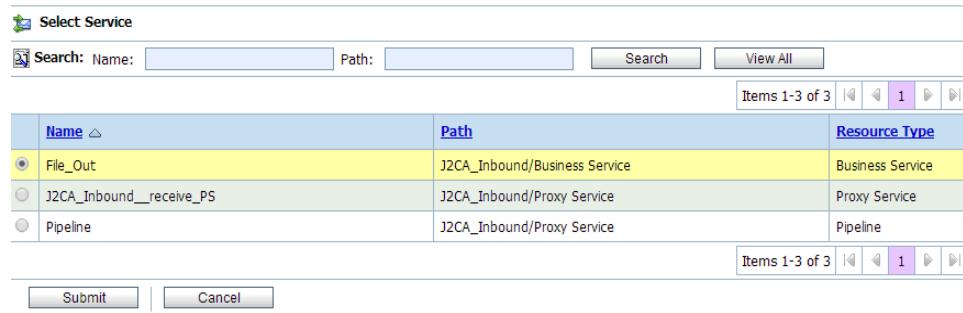 Select Service
Search: Name: Path: Search View All
Items 1-3 of 3 1
Name Path Resource Type
File_Out J2CA_Inbound/Business Service Business Service
J2CA_Inbound__receive_PS J2CA_Inbound/Proxy Service Proxy Service
Pipeline J2CA_Inbound/Proxy Service Pipeline
Items 1-3 of 3 1
Submit Cancel